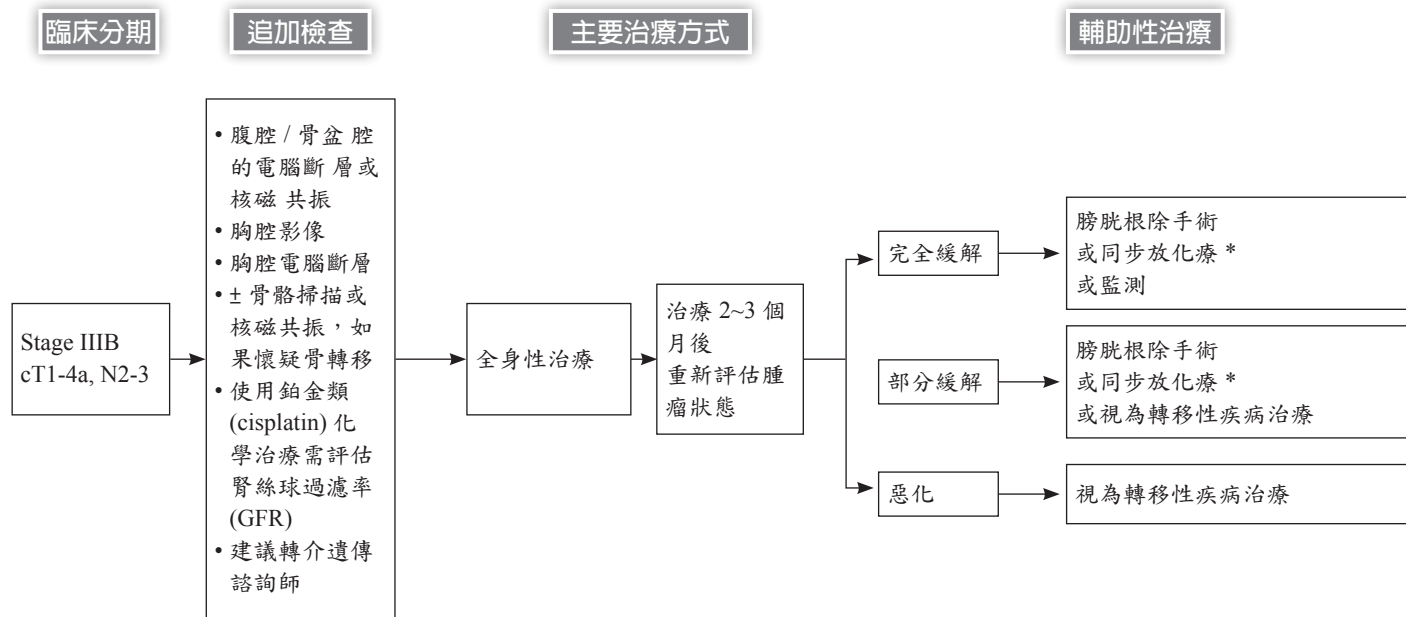 臨床分期
追加檢查
主要治療方式
輔助性治療
Stage IIIB
cT1-4a, N2-3
• 腹腔 / 骨盆 腔
的電腦斷 層或
核磁 共振
• 胸腔影像
• 胸腔電腦斷層
• ± 骨骼掃描或
核磁共振，如
果懷疑骨轉移
• 使用鉑金類
(cisplatin) 化
學治療需評估
腎絲球過濾率
(GFR)
• 建議轉介遺傳
諮詢師
全身性治療
治療 2~3 個
月後
重新評估腫
瘤狀態
完全緩解
膀胱根除手術
或同步放化療 *
或監測
部分緩解
膀胱根除手術
或同步放化療 *
或視為轉移性疾病治療
惡化
視為轉移性疾病治療